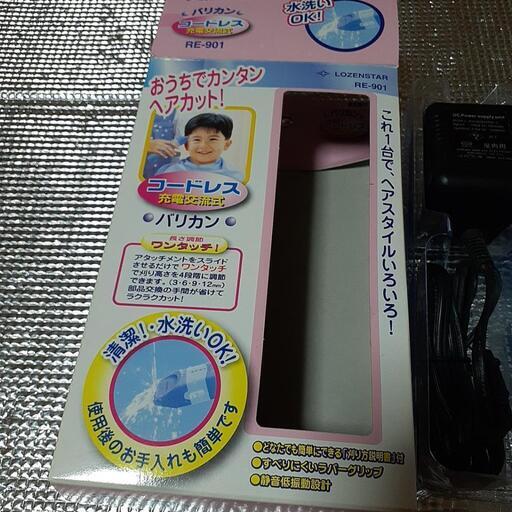 バリカン
コードレス
充電交流式
RE-901
水洗い
OK!
おうちでカンタン
ヘアカット!
LOZENSTAR
RE-901
コードレス
充電交流式
バリカン
長さ調節
ワンタッチ!
アタッチメントをスライド
させるだけでワンタッチ
で刈り高さを4段階に調節
できます。(3・6・9・12mm)
部品交換の手間が省けて
ラクラクカット!
これ1台で、ヘアスタイルいろいろ!
清潔!・水洗いOK!
使用後のお手入れも簡単です
●どなたでも簡単にできる「刈り方説明書」付
●すべりにくいラバーグリップ
●静音低振動設計
DC Power supply unit
屋内用